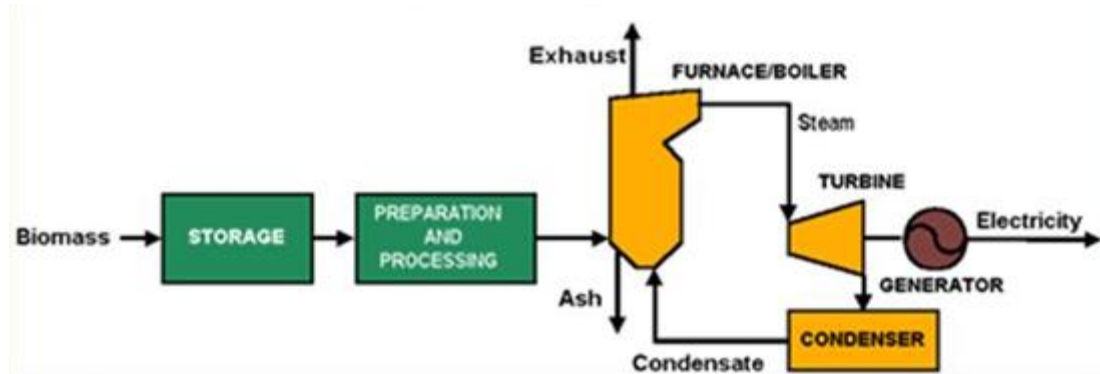 Exhaust
FURNACE/BOILER
Steam
TURBINE
Biomass
STORAGE
PREPARATION
AND
PROCESSING
Electricity
GENERATOR
Ash
CONDENSER
Condensate